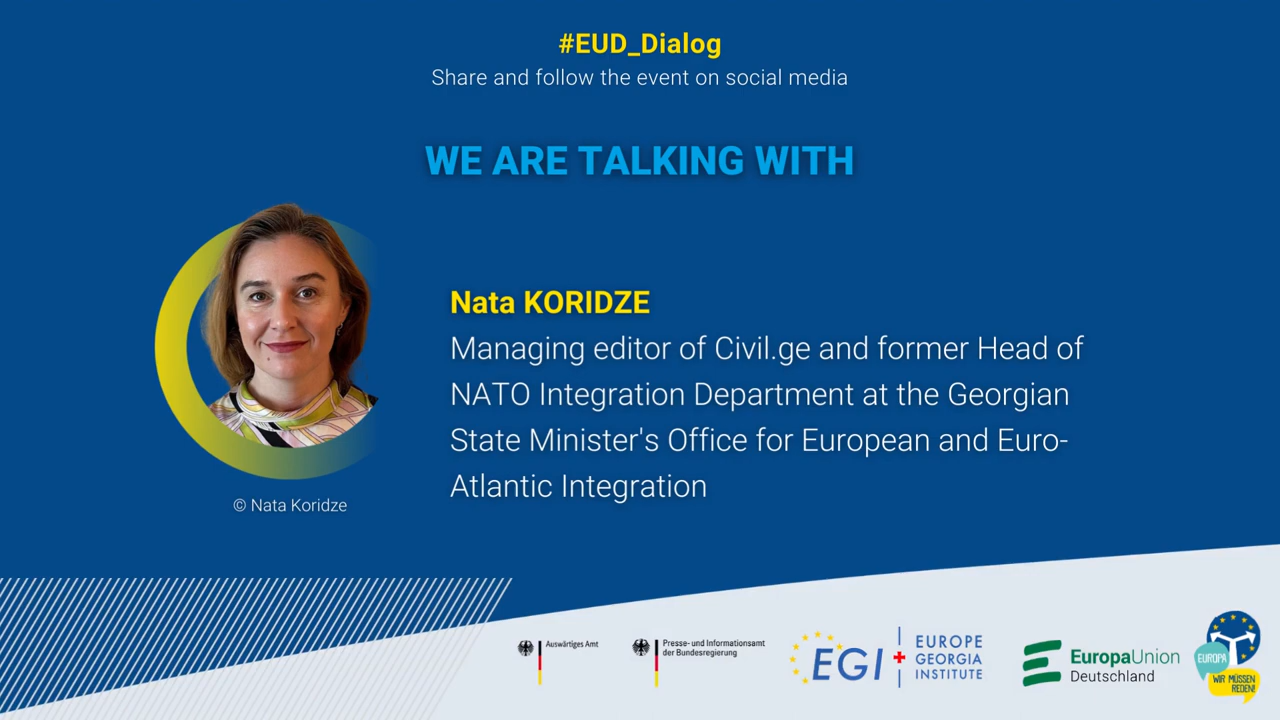 #EUD_Dialog
Share and follow the event on social media
WE ARE TALKING WITH
Nata KORIDZE
Managing editor of Civil.ge and former Head of
NATO Integration Department at the Georgian
State Minister's Office for European and Euro-
Atlantic Integration
© Nata Koridze
Auswärtiges Amt
Presse- und Informationsamt
der Bundesregierung
EGI
EUROPE
GEORGIA
INSTITUTE
EuropaUnion
Deutschland
EUROPA
WIR MÜSSEN
REDEN!